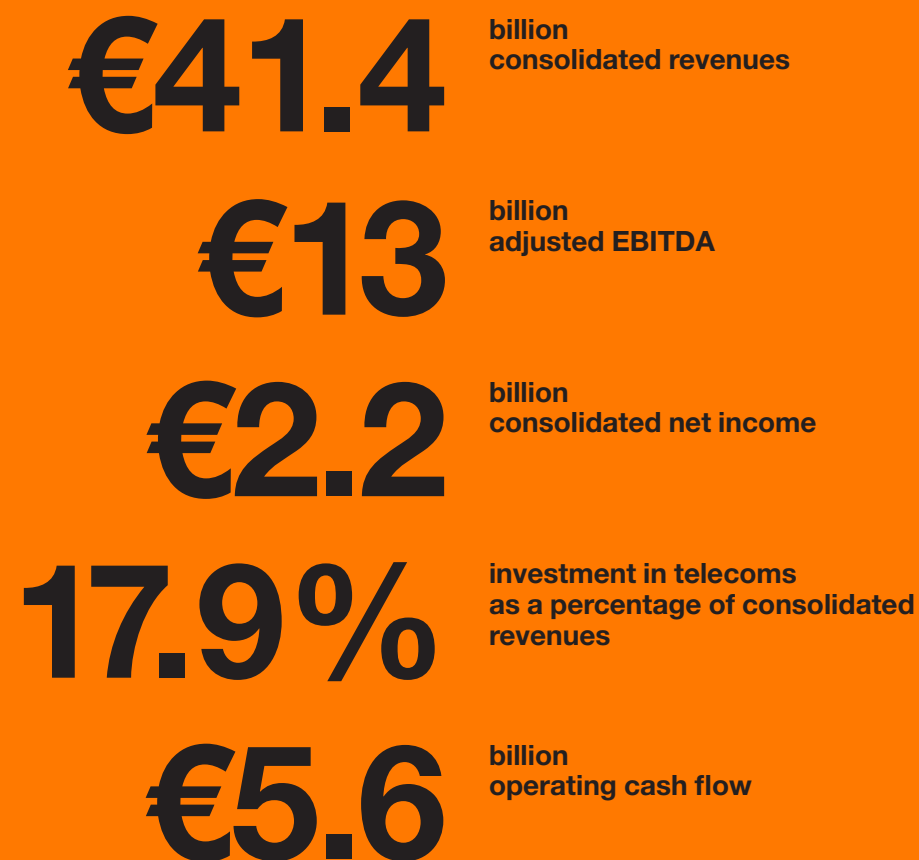 €41.4
billion
consolidated revenues
€13
billion
adjusted EBITDA
€2.2
billion
consolidated net income
17.9%
investment in telecoms
as a percentage of consolidated
revenues
€5.6
billion
operating cash flow